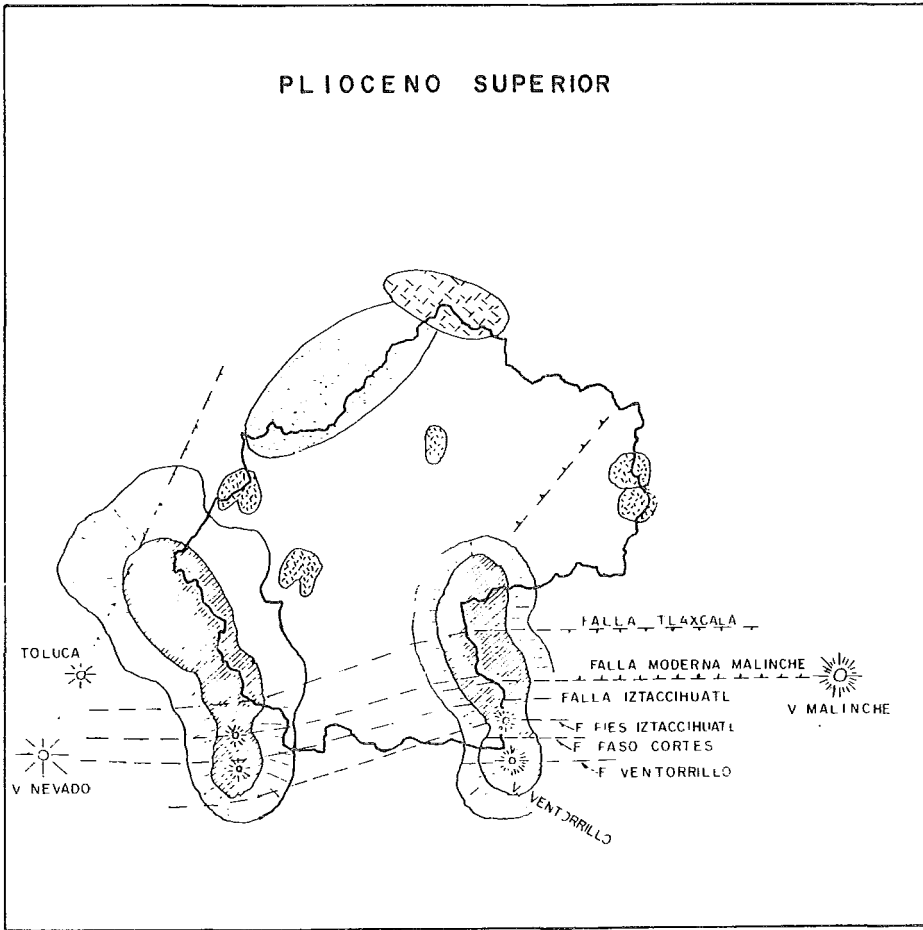 PLIOCENO SUPERIOR
FALLA TLAXCALA
TOLUCA
FALLA MODERNA MALINCHE
FALLA IZTACCIHUATL
V MALINCHE
F PIES IZTACCIHUATL
F PASO CORTES
F VENTORRILLO
V NEVADO
V VENTORRILLO